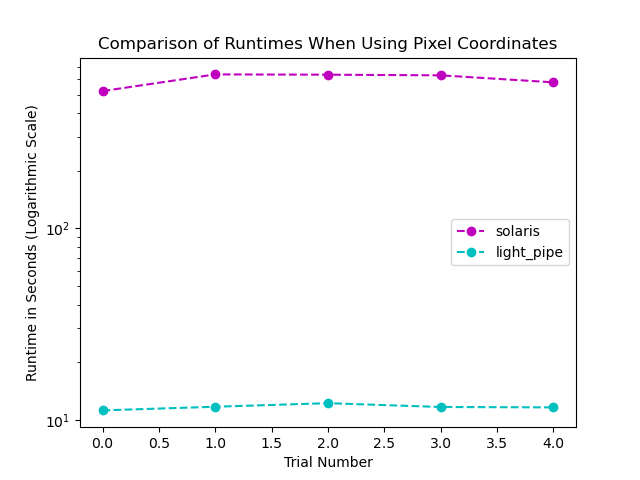 Comparison of Runtimes When Using Pixel Coordinates
Runtime in Seconds (Logarithmic Scale)
10²
10¹
solaris
light_pipe
0.0 0.5 1.0 1.5 2.0 2.5 3.0 3.5 4.0
Trial Number